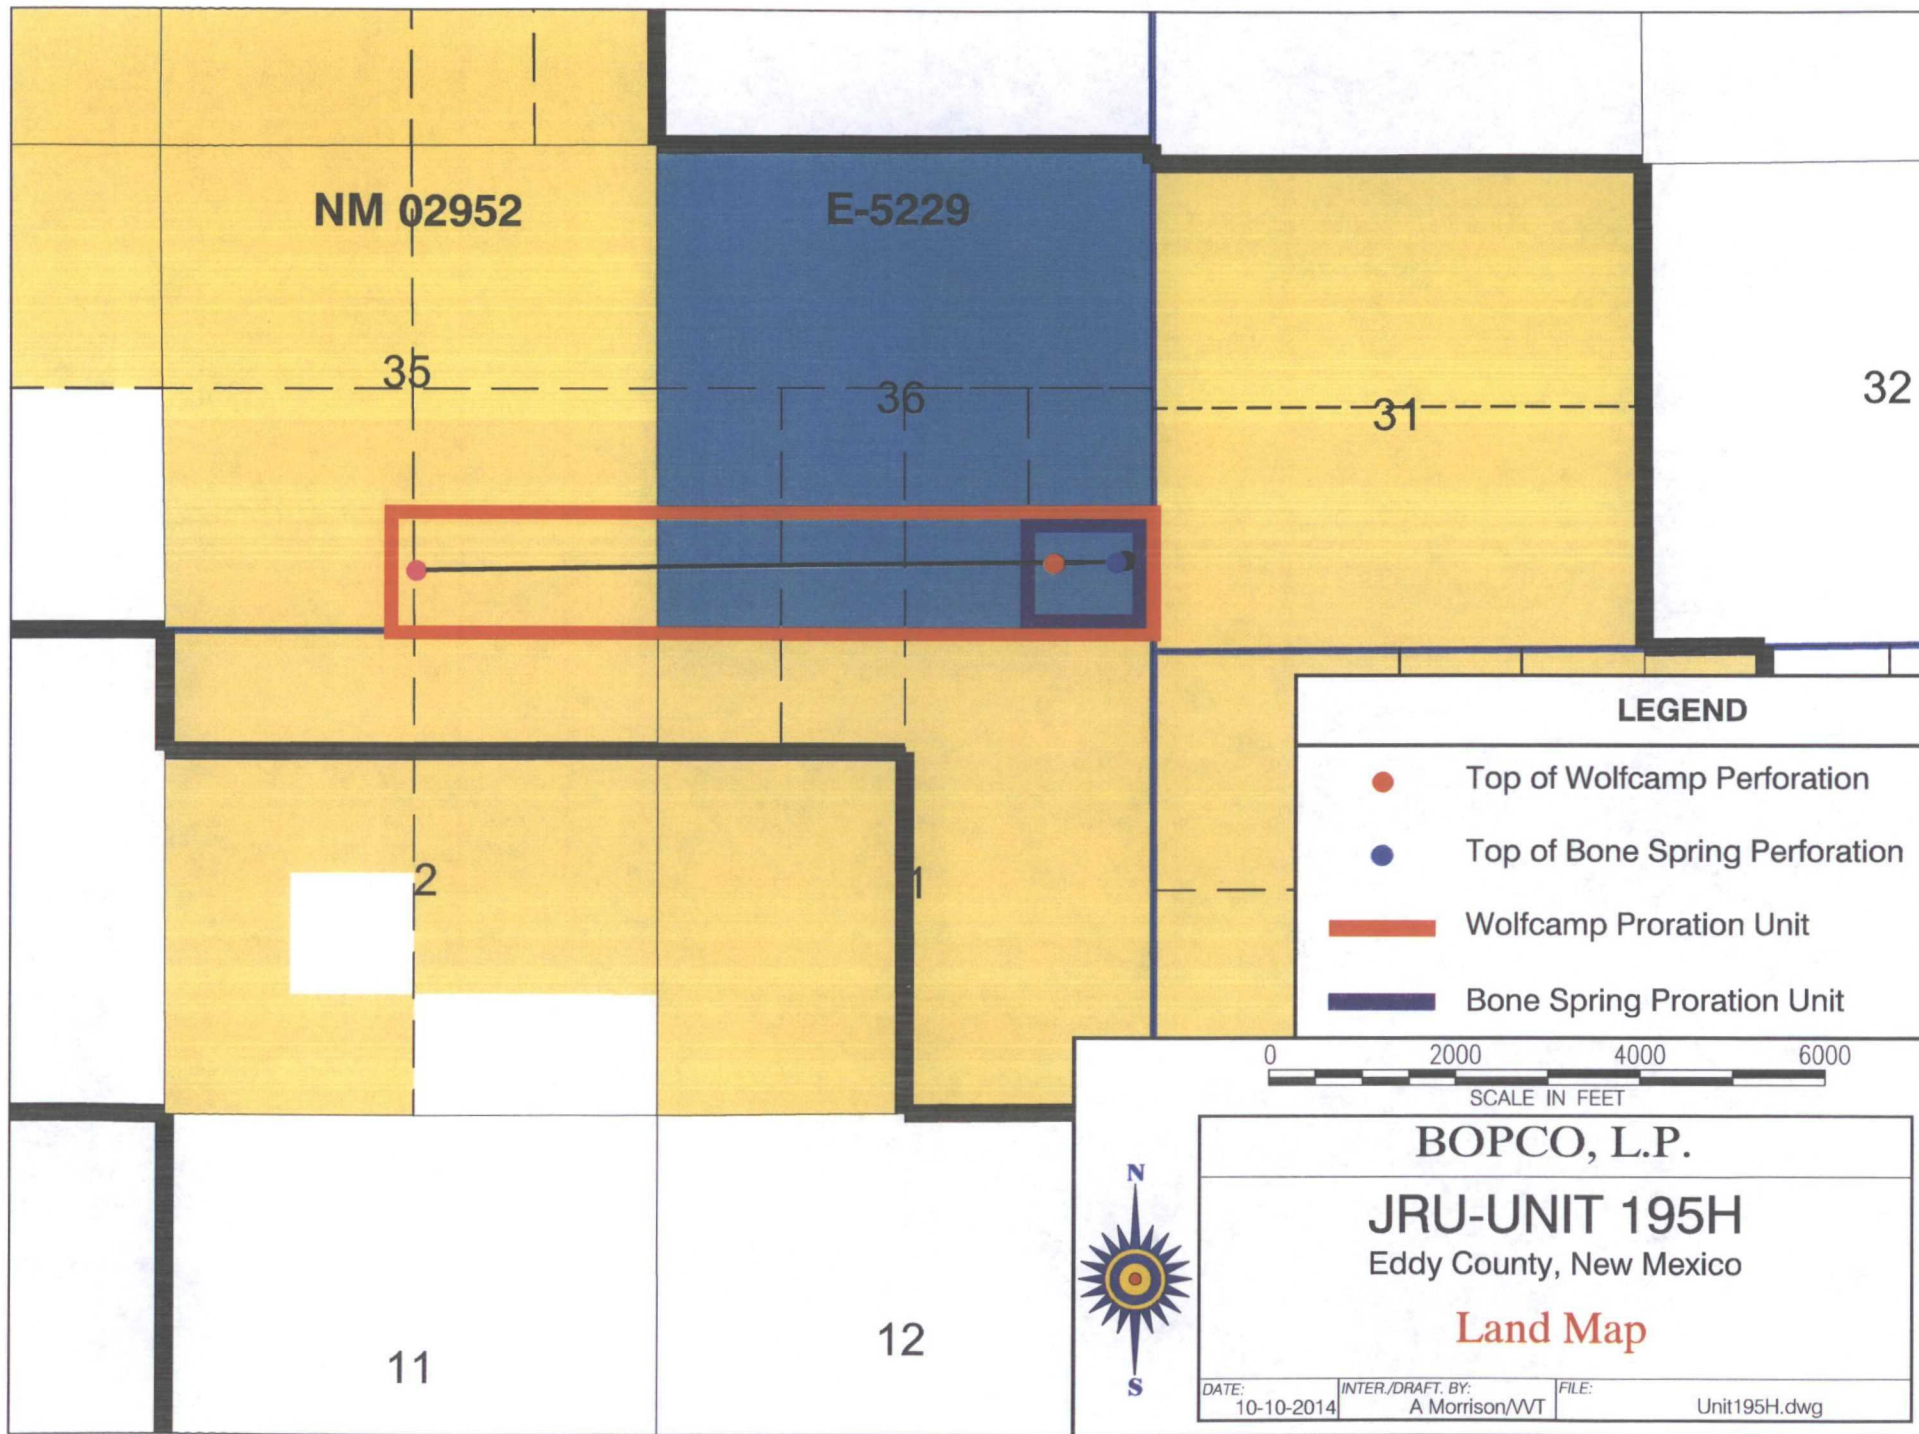 NM 02952
E-5229
35
36
31
32
2
1
11
12
LEGEND
Top of Wolfcamp Perforation
Top of Bone Spring Perforation
Wolfcamp Proration Unit
Bone Spring Proration Unit
0 2000 4000 6000
SCALE IN FEET
BOPCO, L.P.
JRU-UNIT 195H
Eddy County, New Mexico
Land Map
N
S
DATE: INTER./DRAFT. BY: FILE:
10-10-2014 A Morrison/VVT Unit195H.dwg